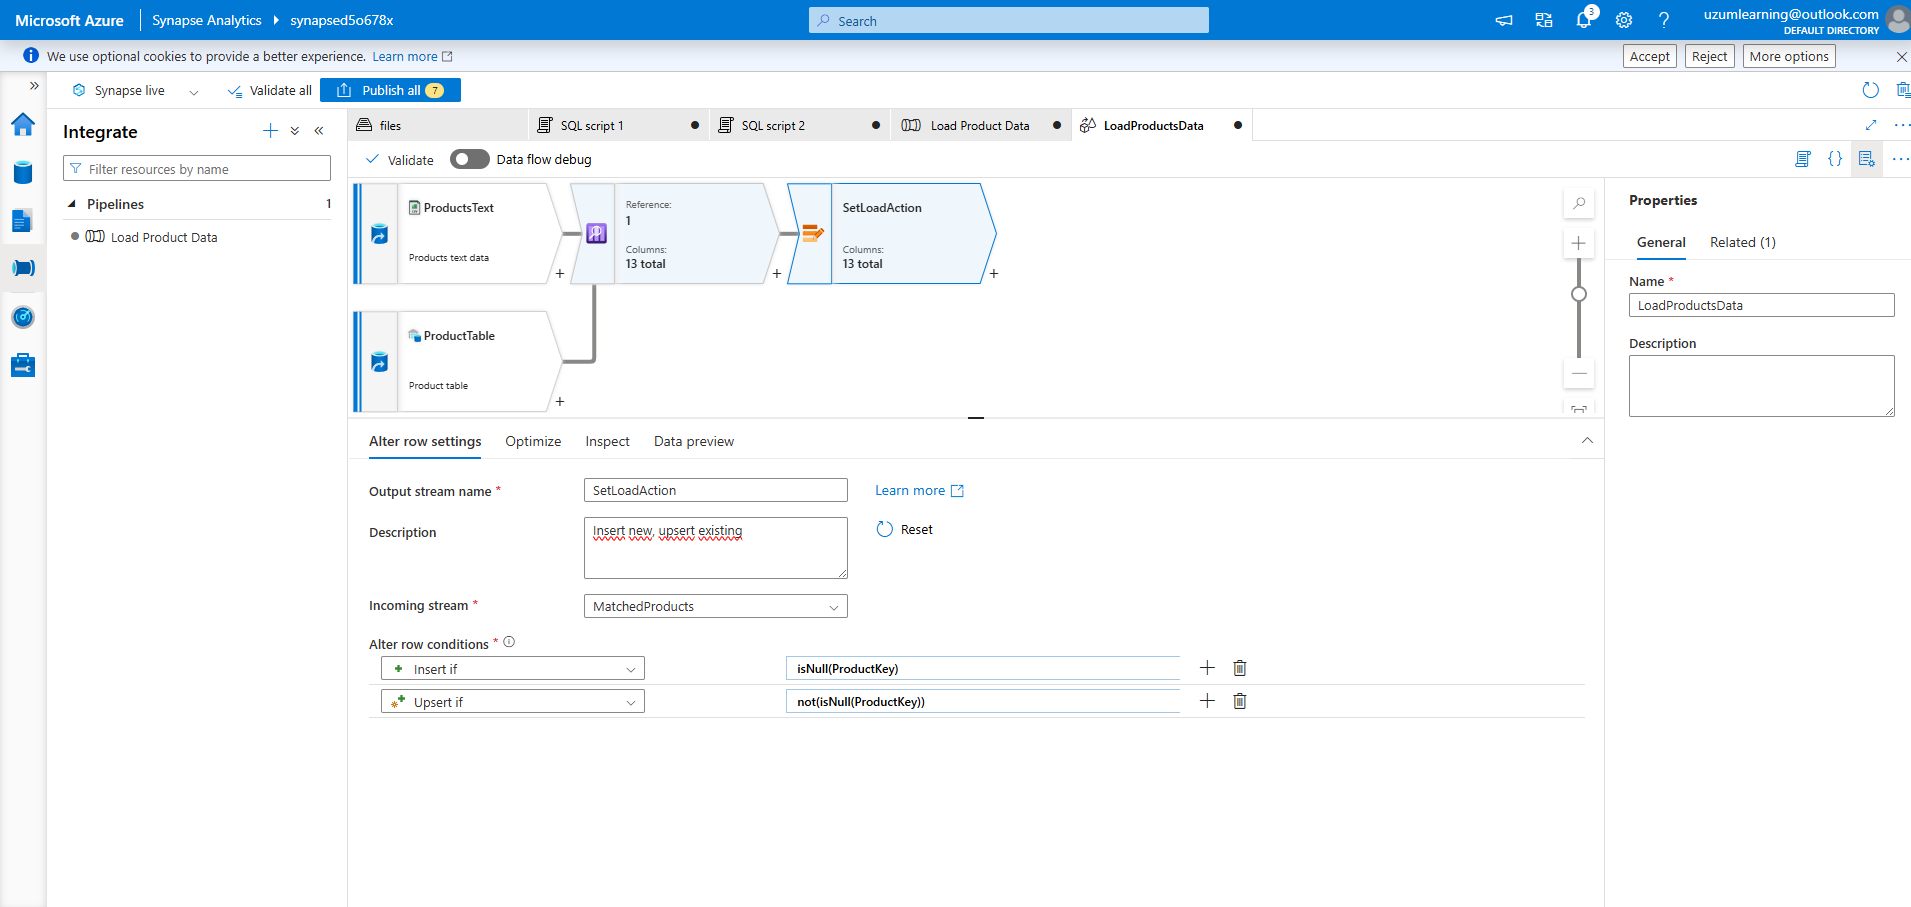 Microsoft Azure
Synapse Analytics
synapsed5o678x
Search
3
uzumlearning@outlook.com
DEFAULT DIRECTORY
We use optional cookies to provide a better experience. Learn more
Accept
Reject
More options
Synapse live
Validate all
Publish all 7
Integrate
Filter resources by name
Pipelines 1
Load Product Data
files
SQL script 1
SQL script 2
Load Product Data
LoadProductsData
Validate
Data flow debug
ProductsText
Products text data
Reference:
1
Columns:
13 total
SetLoadAction
Columns:
13 total
ProductTable
Product table
Alter row settings
Optimize
Inspect
Data preview
Output stream name *
SetLoadAction
Learn more
Description
Insert new, upsert existing
Reset
Incoming stream *
MatchedProducts
Alter row conditions *
Insert if
isNull(ProductKey)
Upsert if
not(isNull(ProductKey))
Properties
General
Related (1)
Name *
LoadProductsData
Description